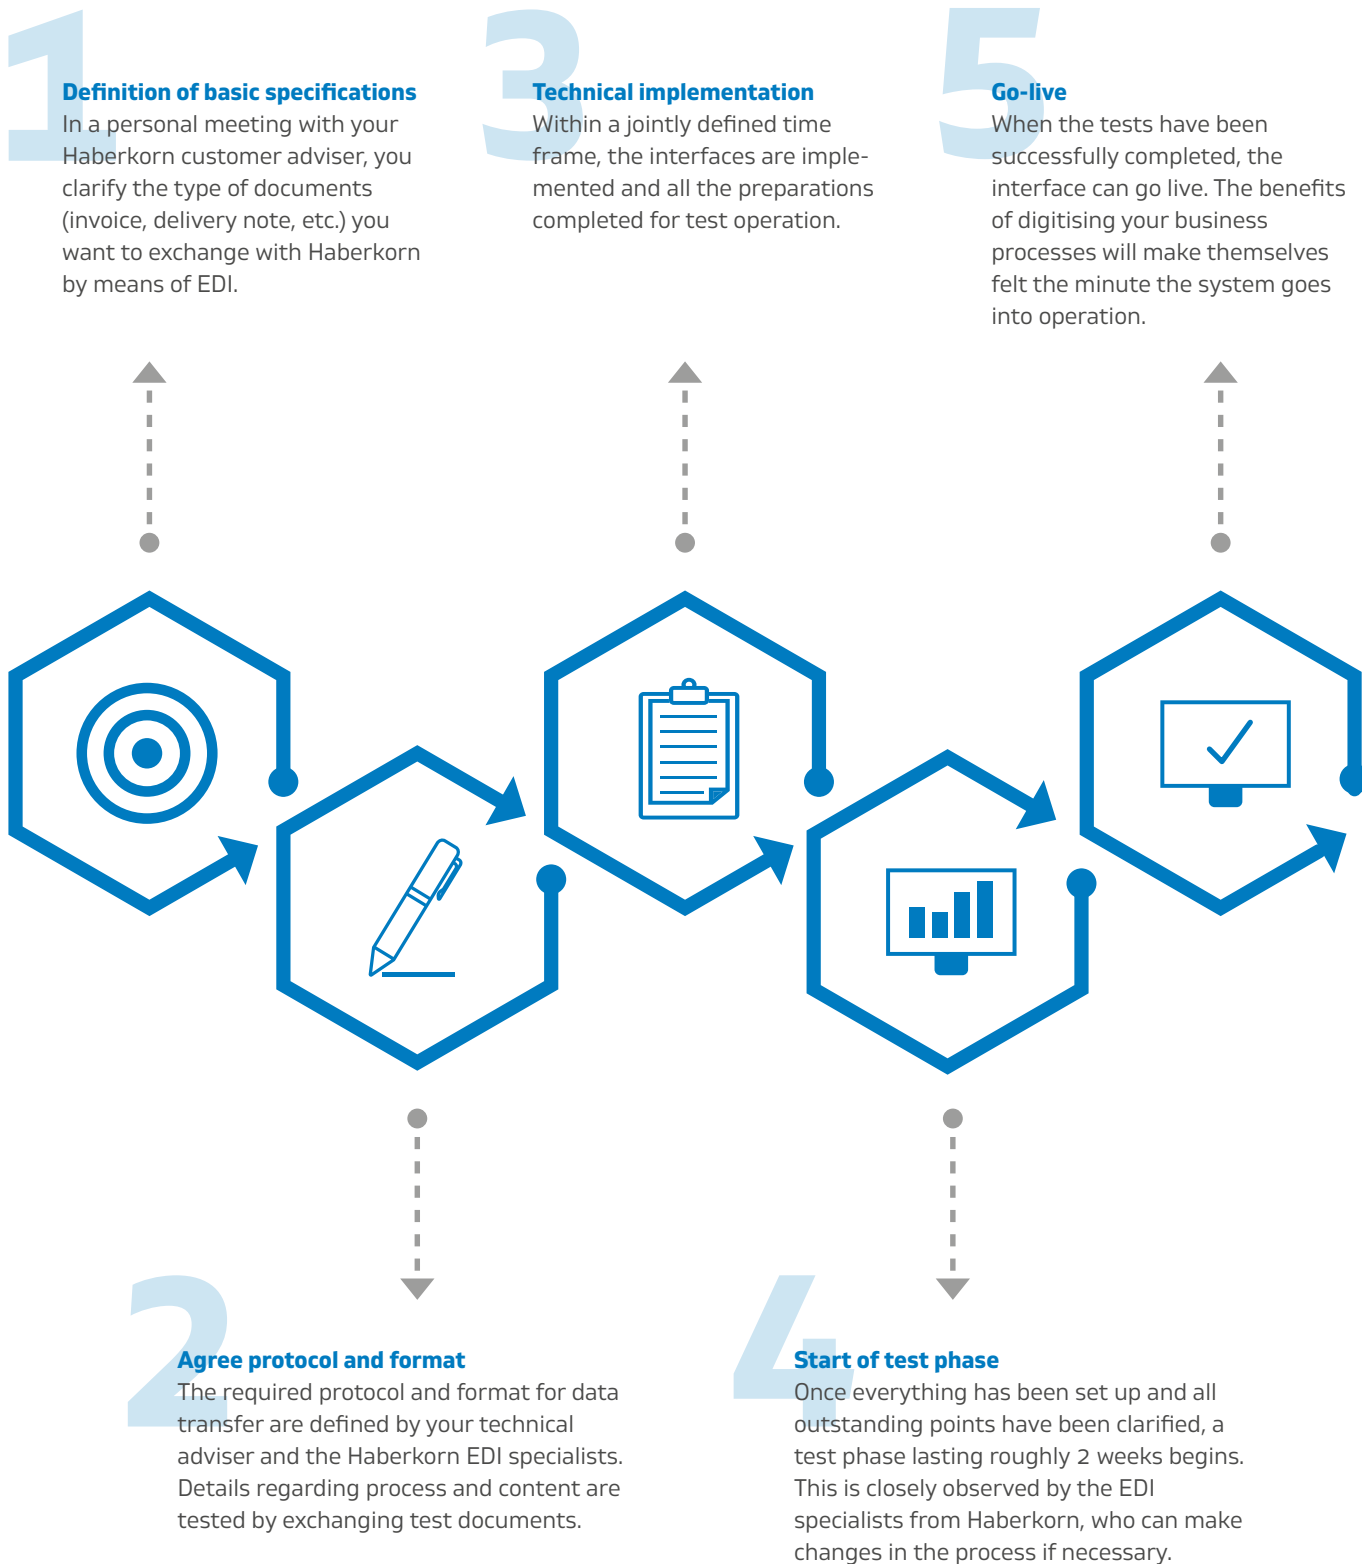 1
Definition of basic specifications
In a personal meeting with your
Haberkorn customer adviser, you
clarify the type of documents
(invoice, delivery note, etc.) you
want to exchange with Haberkorn
by means of EDI.
2
Agree protocol and format
The required protocol and format for data
transfer are defined by your technical
adviser and the Haberkorn EDI specialists.
Details regarding process and content are
tested by exchanging test documents.
3
Technical implementation
Within a jointly defined time
frame, the interfaces are imple-
mented and all the preparations
completed for test operation.
4
Start of test phase
Once everything has been set up and all
outstanding points have been clarified, a
test phase lasting roughly 2 weeks begins.
This is closely observed by the EDI
specialists from Haberkorn, who can make
changes in the process if necessary.
5
Go-live
When the tests have been
successfully completed, the
interface can go live. The benefits
of digitising your business
processes will make themselves
felt the minute the system goes
into operation.